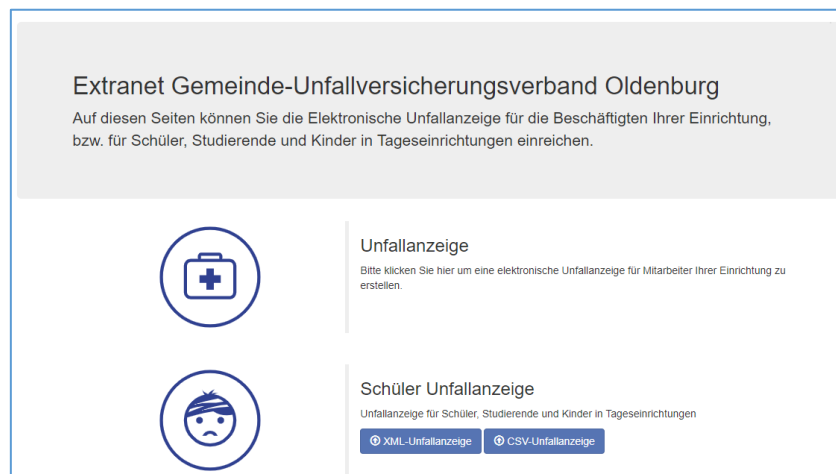 Extranet Gemeinde-Unfallversicherungsverband Oldenburg
Auf diesen Seiten können Sie die Elektronische Unfallanzeige für die Beschäftigten Ihrer Einrichtung,
bzw. für Schüler, Studierende und Kinder in Tageseinrichtungen einreichen.
Unfallanzeige
Bitte klicken Sie hier um eine elektronische Unfallanzeige für Mitarbeiter Ihrer Einrichtung zu
erstellen.
Schüler Unfallanzeige
Unfallanzeige für Schüler, Studierende und Kinder in Tageseinrichtungen
XML-Unfallanzeige CSV-Unfallanzeige